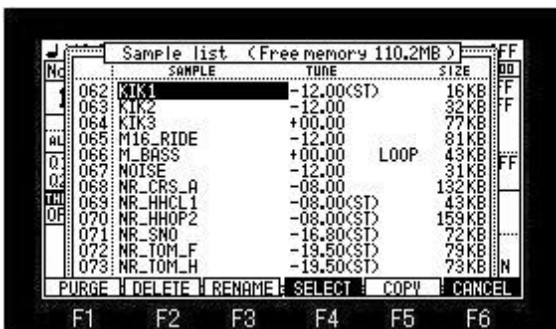 Sample list (Free memory 110.2MB)
SAMPLE TUNE SIZE
062 KIK1 -12.00(ST) 16KB
063 KIK2 -12.00 32KB
064 KIK3 +00.00 77KB
065 M16_RIDE -12.00 81KB
066 M_BASS +00.00 LOOP 43KB
067 NOISE -12.00 31KB
068 NR_CRS_A -08.00 132KB
069 NR_HHCL1 -08.00(ST) 43KB
070 NR_HHOP2 -08.00(ST) 159KB
071 NR_SNO -16.80(ST) 72KB
072 NR_TOM_F -19.50(ST) 79KB
073 NR_TOM_H -19.50(ST) 73KB
PURGE DELETE RENAME SELECT COPY CANCEL
F1 F2 F3 F4 F5 F6